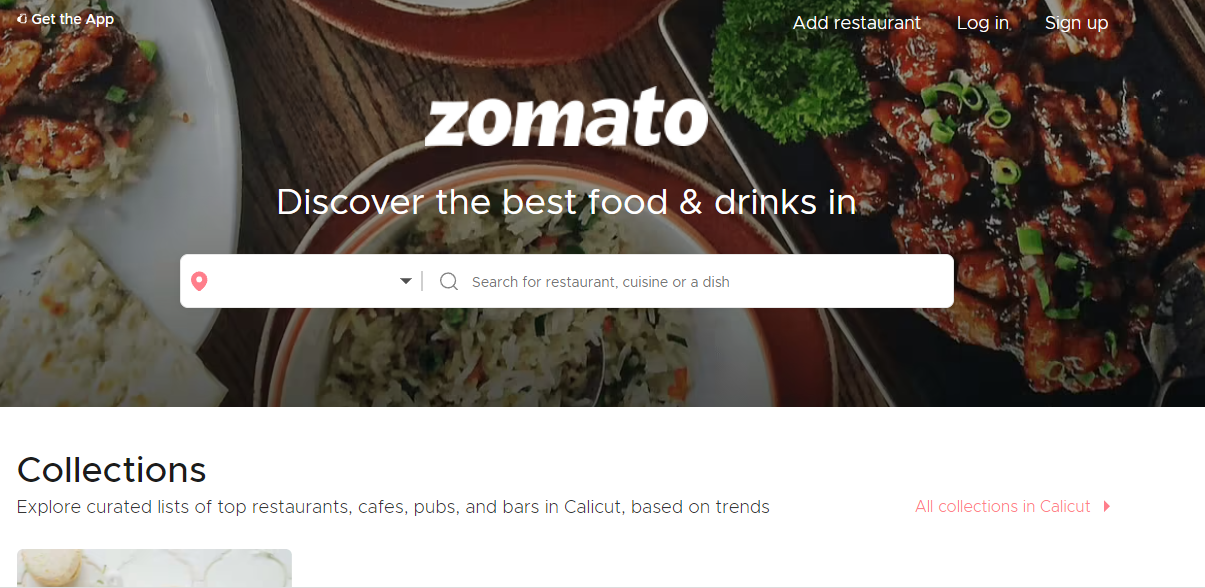 Get the App
Add restaurant
Log in
Sign up
zomato
Discover the best food & drinks in
Search for restaurant, cuisine or a dish
Collections
Explore curated lists of top restaurants, cafes, pubs, and bars in Calicut, based on trends
All collections in Calicut